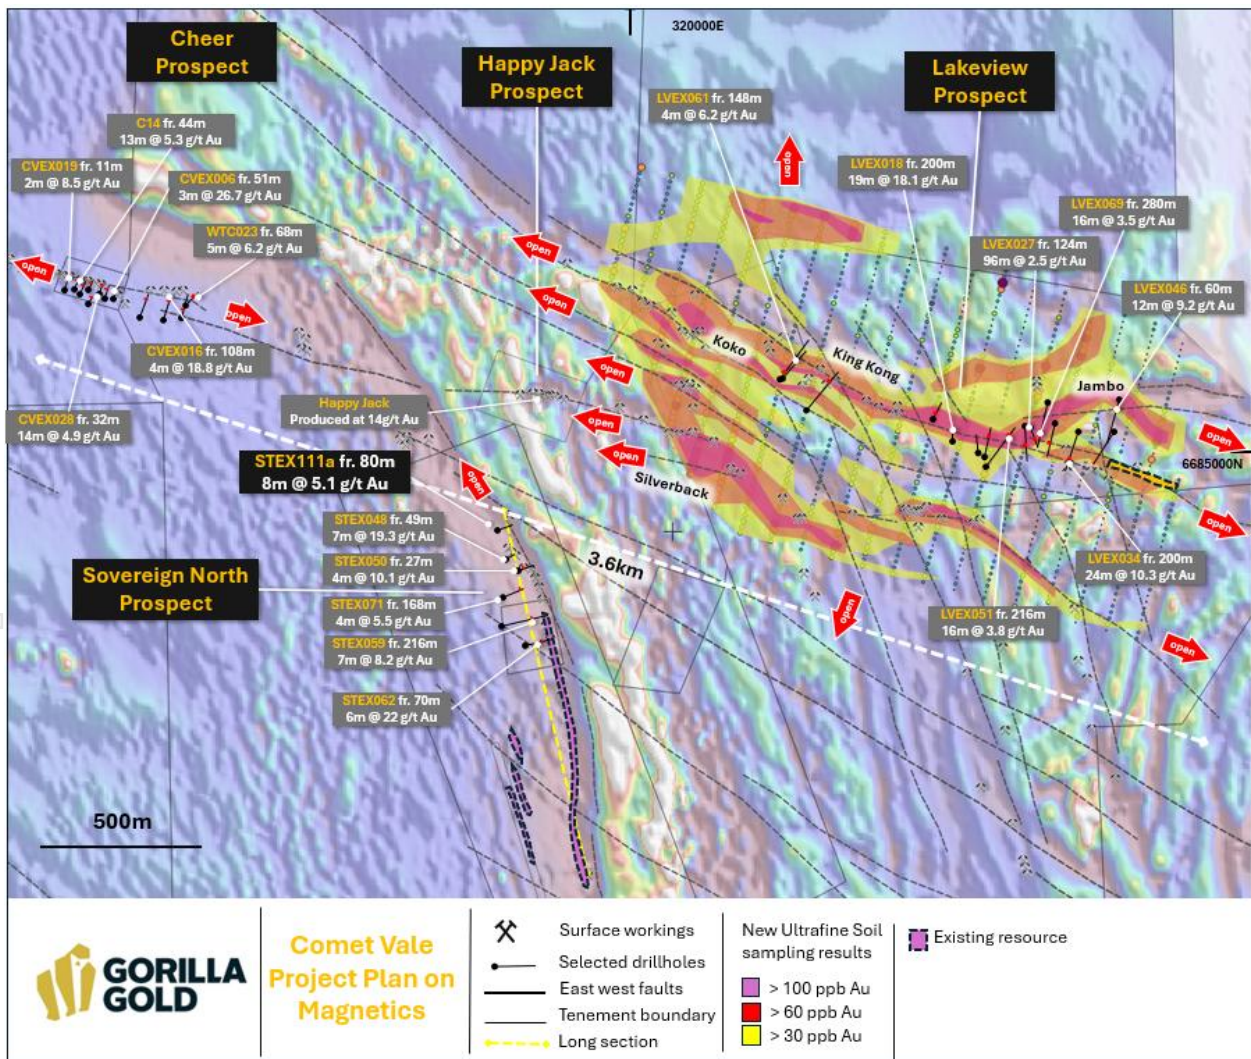 320000E
Cheer
Prospect
Happy Jack
Prospect
Lakeview
Prospect
C14 fr. 44m
13m @ 5.3 g/t Au
CVEX019 fr. 11m
2m @ 8.5 g/t Au
CVEX006 fr. 51m
3m @ 26.7 g/t Au
WTC023 fr. 68m
5m @ 6.2 g/t Au
LVEX061 fr. 148m
4m @ 6.2g/t Au
LVEX018 fr. 200m
19m @ 18.1 g/t Au
LVEX069 fr. 280m
16m @ 3.5 g/t Au
LVEX027 fr. 124m
96m @ 2.5 g/t Au
LVEX046 fr. 60m
12m @ 9.2 g/t Au
open
open
open
open
open
CVEX016 fr. 108m
4m @ 18.8 g/t Au
Koko
King Kong
open
Jambo
Happy Jack
Produced at 14g/t Au
CVEX028 fr. 32m
14m @ 4.9 g/t Au
open
open
open
6685000N
STEX111a fr. 80m
8m @ 5.1 g/t Au
open
Silverback
STEX048 fr. 49m
7m @ 19.3 g/t Au
open
3.6km
STEX050 fr. 27m
4m @ 10.1 g/t Au
LVEX034 fr. 200m
24m @ 10.3 g/t Au
Sovereign North
Prospect
STEX071 fr. 168m
4m @ 5.5 g/t Au
open
LVEX051 fr. 216m
16m @ 3.8 g/t Au
STEX059 fr. 216m
7m @ 8.2 g/t Au
open
STEX062 fr. 70m
6m @ 22 g/t Au
500m
GORILLA
GOLD
Comet Vale
Project Plan on
Magnetics
Surface workings
Selected drillholes
East west faults
Tenement boundary
Long section
New Ultrafine Soil
sampling results
> 100 ppb Au
> 60 ppb Au
> 30 ppb Au
Existing resource